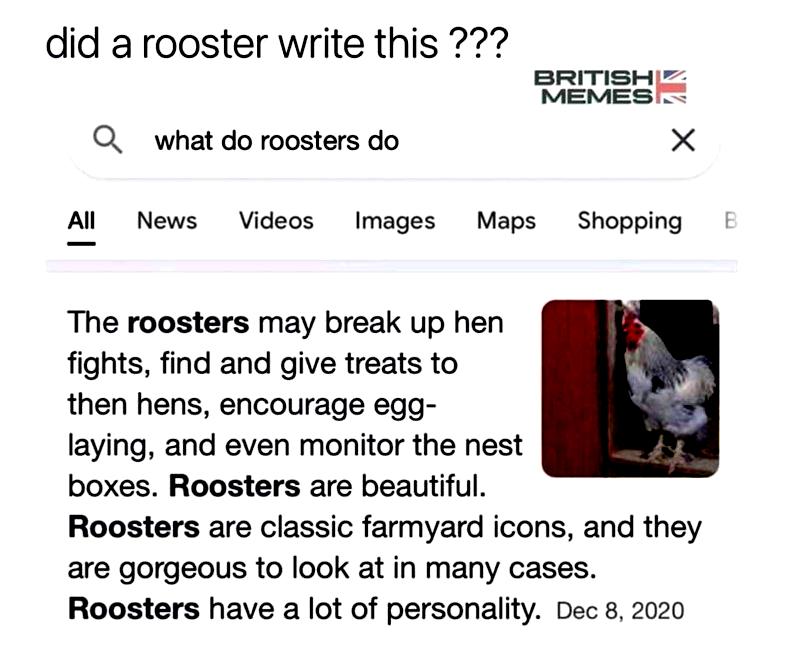 did a rooster write this ???
BRITISH
MEMES
what do roosters do
All News Videos Images Maps Shopping B
The roosters may break up hen
fights, find and give treats to
then hens, encourage egg-
laying, and even monitor the nest
boxes. Roosters are beautiful.
Roosters are classic farmyard icons, and they
are gorgeous to look at in many cases.
Roosters have a lot of personality. Dec 8, 2020